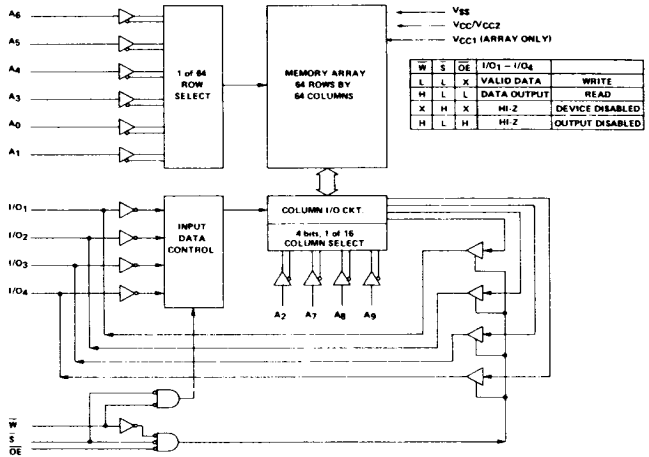 A6
A5
A4
A3
A0
A1
1 of 64
ROW
SELECT
MEMORY ARRAY
64 ROWS BY
64 COLUMNS
VSS
VCC/VCC2
VCC1 (ARRAY ONLY)
W̅ S̅ O̅E̅ I/O1 – I/O4
L L X VALID DATA WRITE
H L L DATA OUTPUT READ
X H X HI-Z DEVICE DISABLED
H L H HI-Z OUTPUT DISABLED
I/O1
I/O2
I/O3
I/O4
INPUT
DATA
CONTROL
COLUMN I/O CKT.
4 bits, 1 of 16
COLUMN SELECT
A2 A7 A8 A9
W̅
S̅
O̅E̅